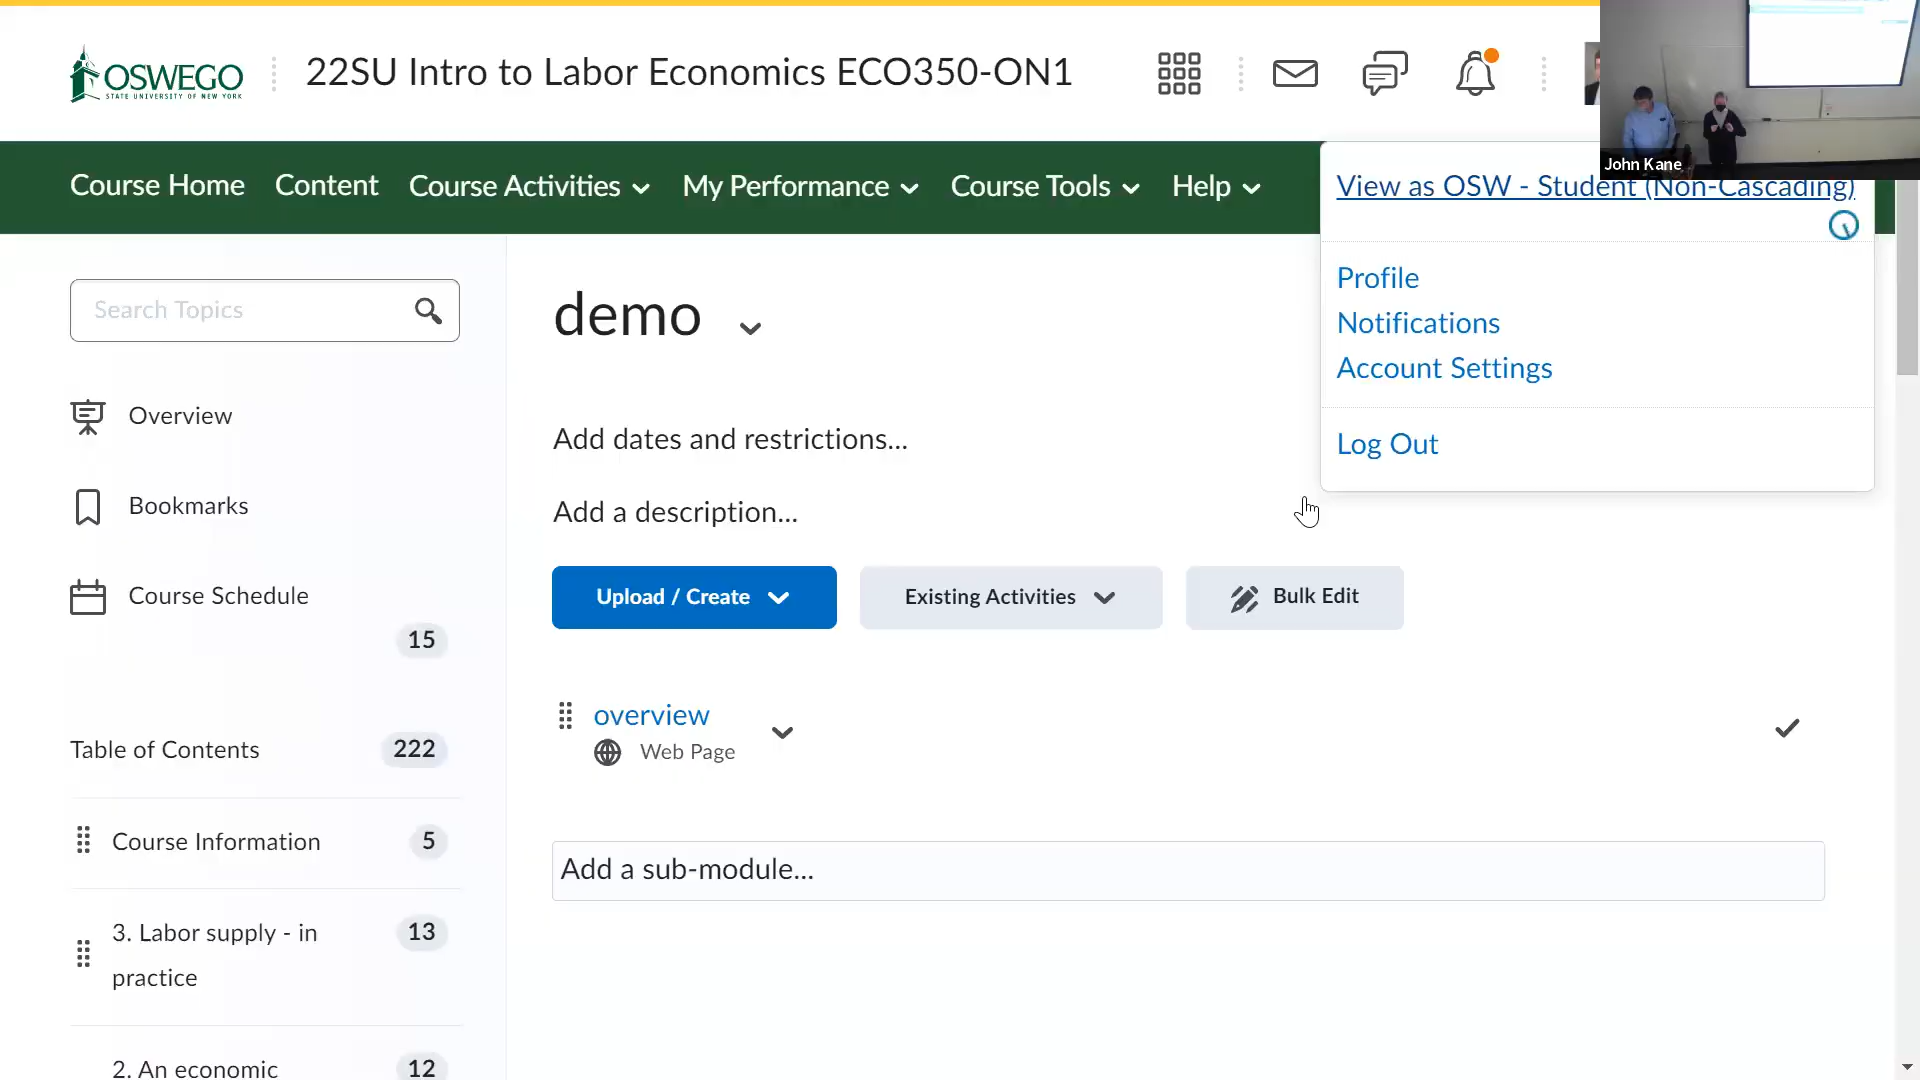 OSWEGO
STATE UNIVERSITY OF NEW YORK
22SU Intro to Labor Economics ECO350-ON1
John Kane
Course Home
Content
Course Activities
My Performance
Course Tools
Help
View as OSW - Student (Non-Cascading)
Profile
Notifications
Account Settings
Log Out
Search Topics
Overview
Bookmarks
Course Schedule
15
Table of Contents
222
Course Information
5
3. Labor supply - in
practice
13
2. An economic
12
demo
Add dates and restrictions...
Add a description...
Upload / Create
Existing Activities
Bulk Edit
overview
Web Page
Add a sub-module...